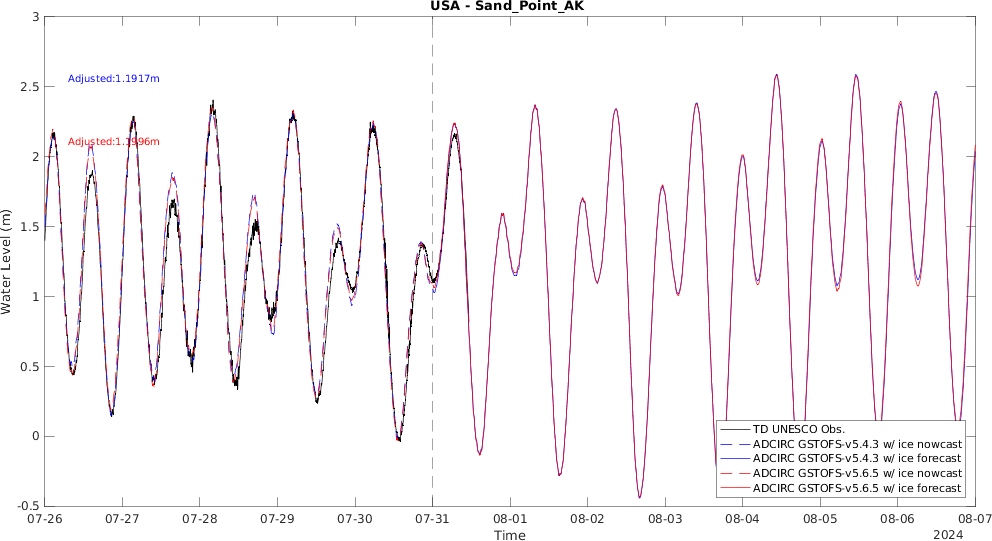 USA - Sand_Point_AK
Water Level (m)
3
2.5
2
1.5
1
0.5
0
-0.5
Adjusted:1.1917m
Adjusted:1.1996m
TD UNESCO Obs.
ADCIRC GSTOFS-v5.4.3 w/ ice nowcast
ADCIRC GSTOFS-v5.4.3 w/ ice forecast
ADCIRC GSTOFS-v5.6.5 w/ ice nowcast
ADCIRC GSTOFS-v5.6.5 w/ ice forecast
07-26 07-27 07-28 07-29 07-30 07-31 08-01 08-02 08-03 08-04 08-05 08-06 08-07
Time
2024